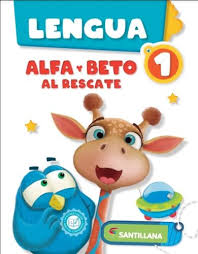 LENGUA
ALFA Y BETO 1
AL RESCATE
SANTILLANA